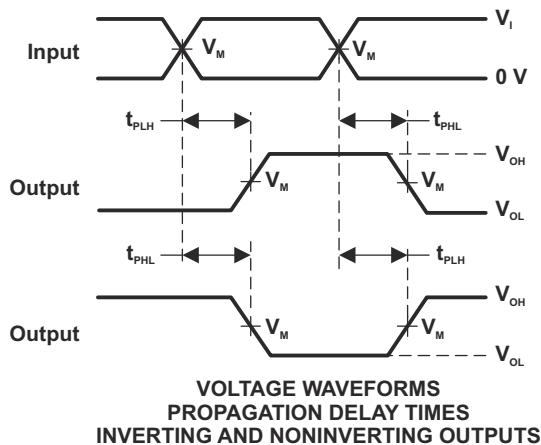 V_I
Input
V_M
V_M
0 V
t_PLH
t_PHL
V_OH
Output
V_M
V_M
V_OL
t_PHL
t_PLH
V_OH
Output
V_M
V_M
V_OL
VOLTAGE WAVEFORMS
PROPAGATION DELAY TIMES
INVERTING AND NONINVERTING OUTPUTS